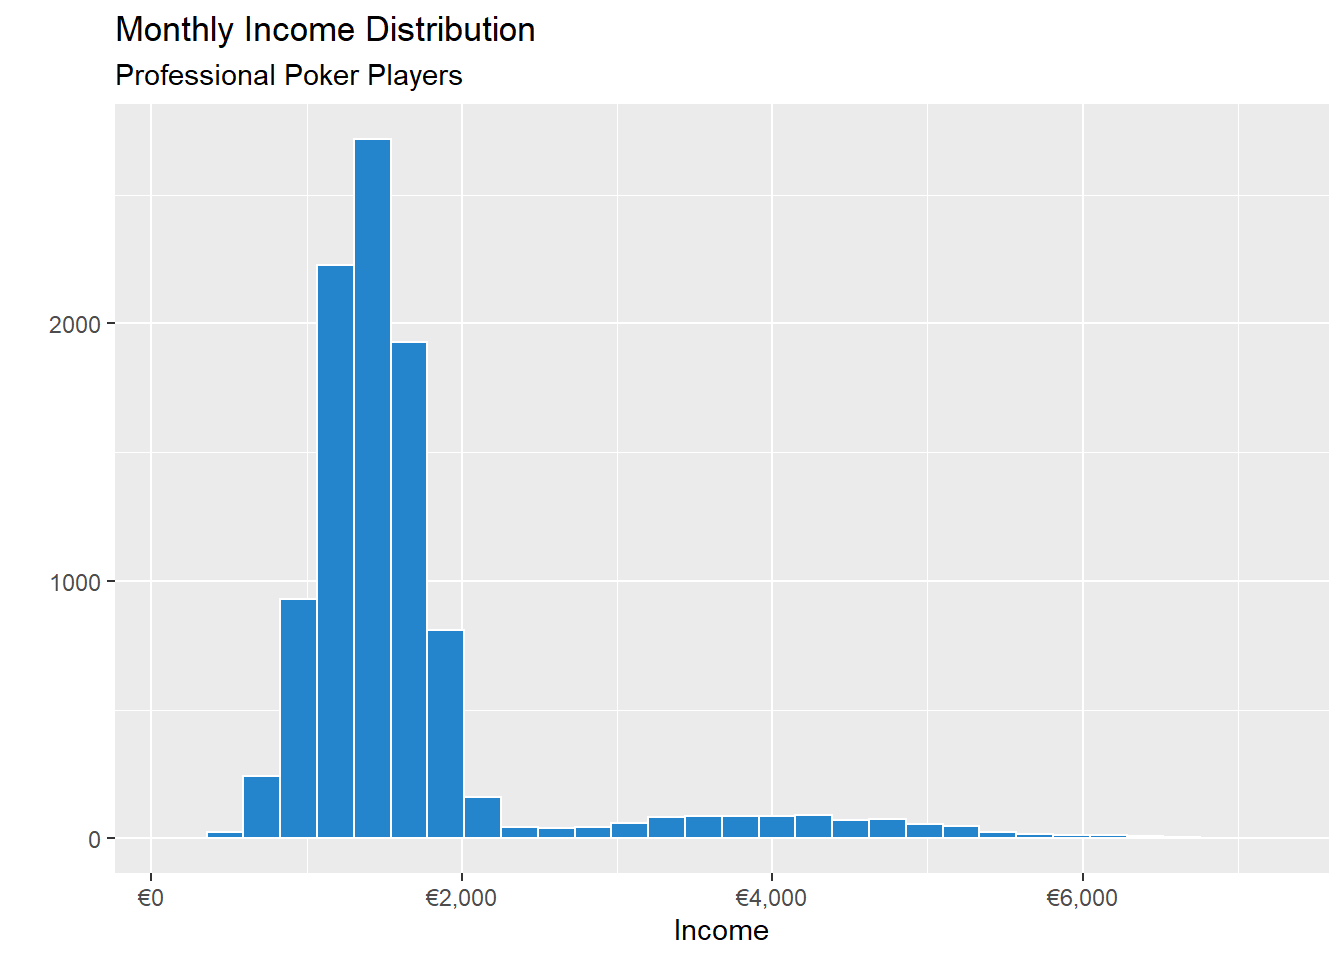 Monthly Income Distribution
Professional Poker Players
2000
1000
0
€0 €2,000 €4,000 €6,000
Income